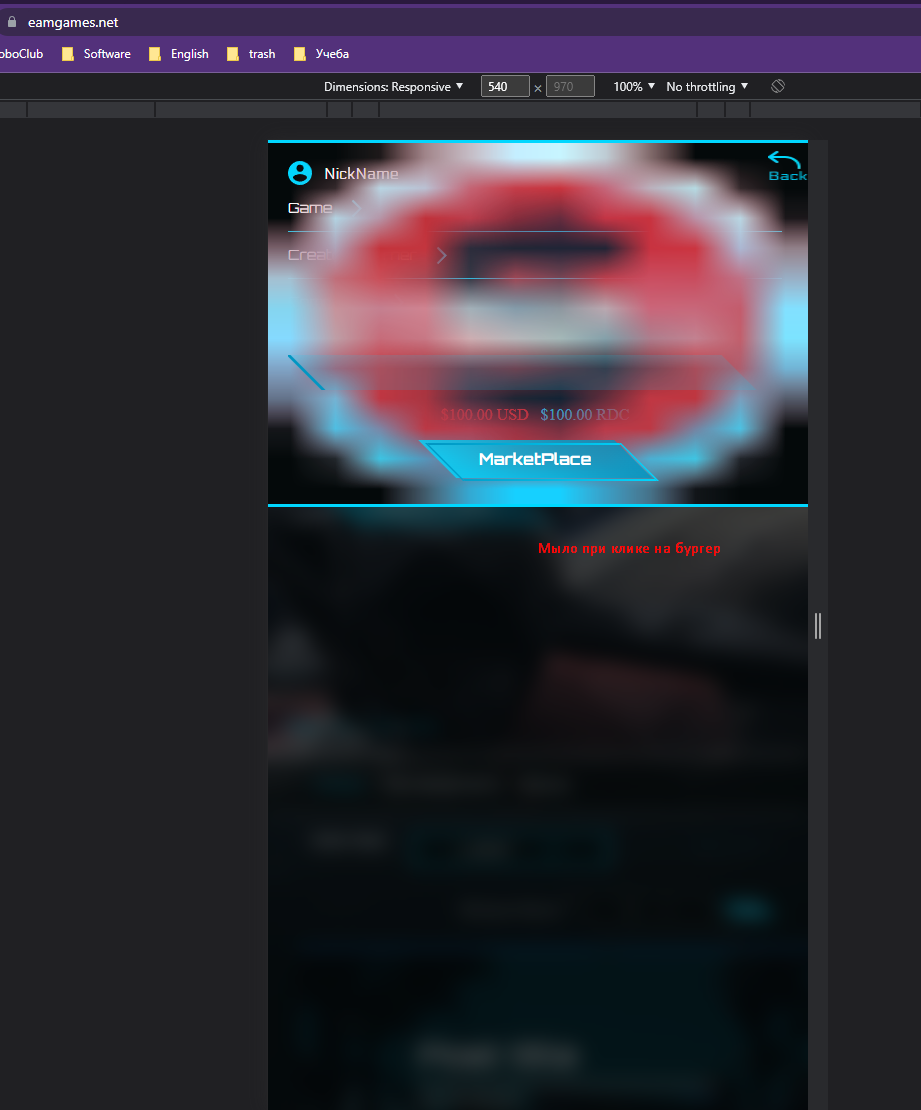 eamgames.net
oboClub Software English trash Учеба
Dimensions: Responsive 540 × 970 100% No throttling
NickName
Back
Game
$100.00 USD $100.00 RDC
MarketPlace
Мыло при клике на бургер